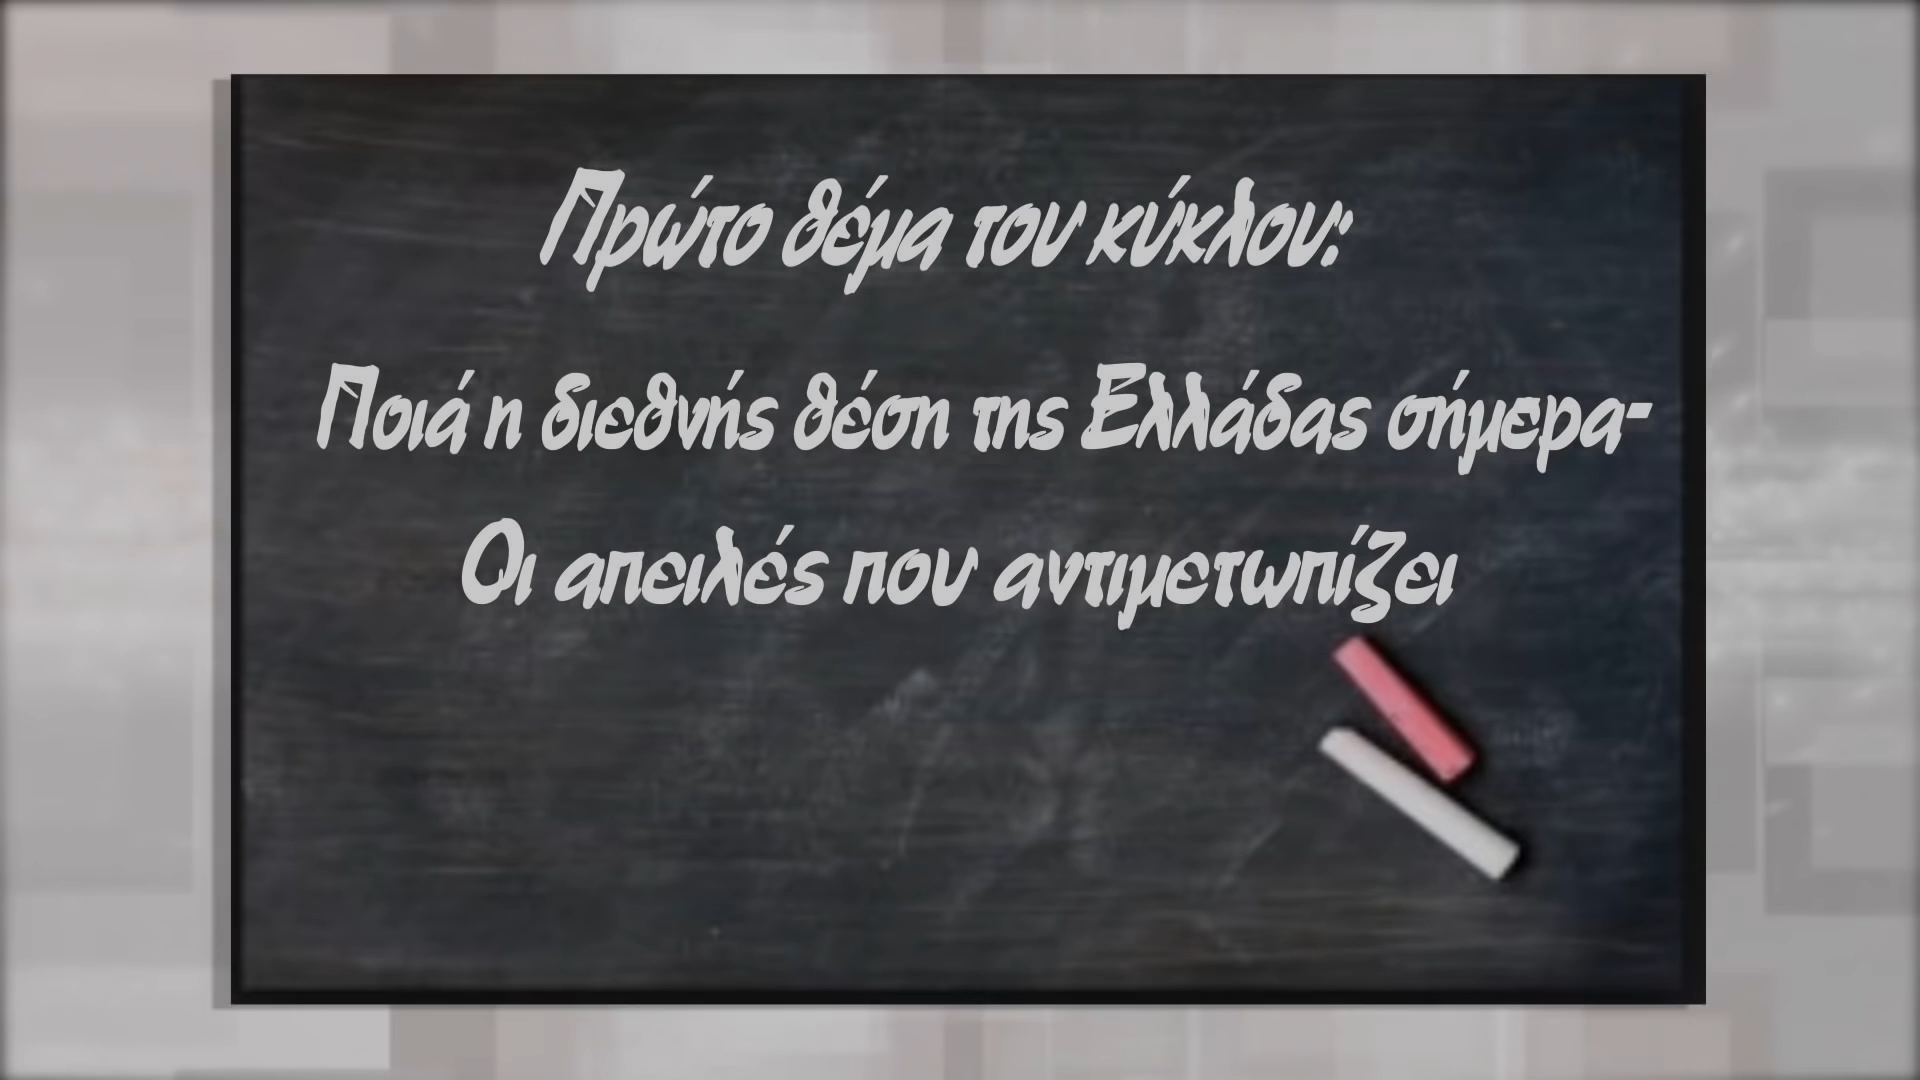 Πρώτο θέμα του κύκλου:
Ποιά η διεθνής θέση της Ελλάδας σήμερα-
Οι απειλές που αντιμετωπίζει